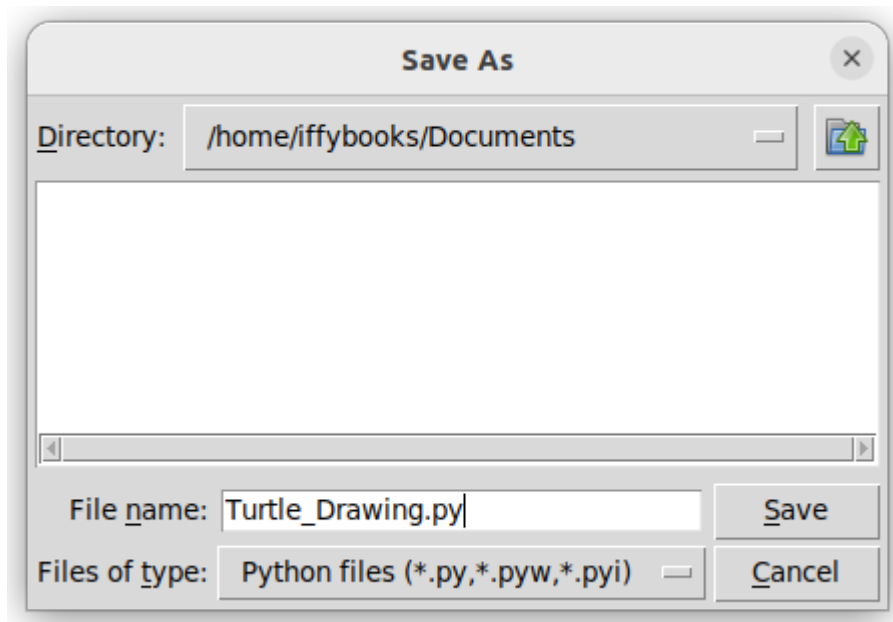 Save As
Directory: /home/iffybooks/Documents
File name: Turtle_Drawing.py Save
Files of type: Python files (*.py,*.pyw,*.pyi) Cancel